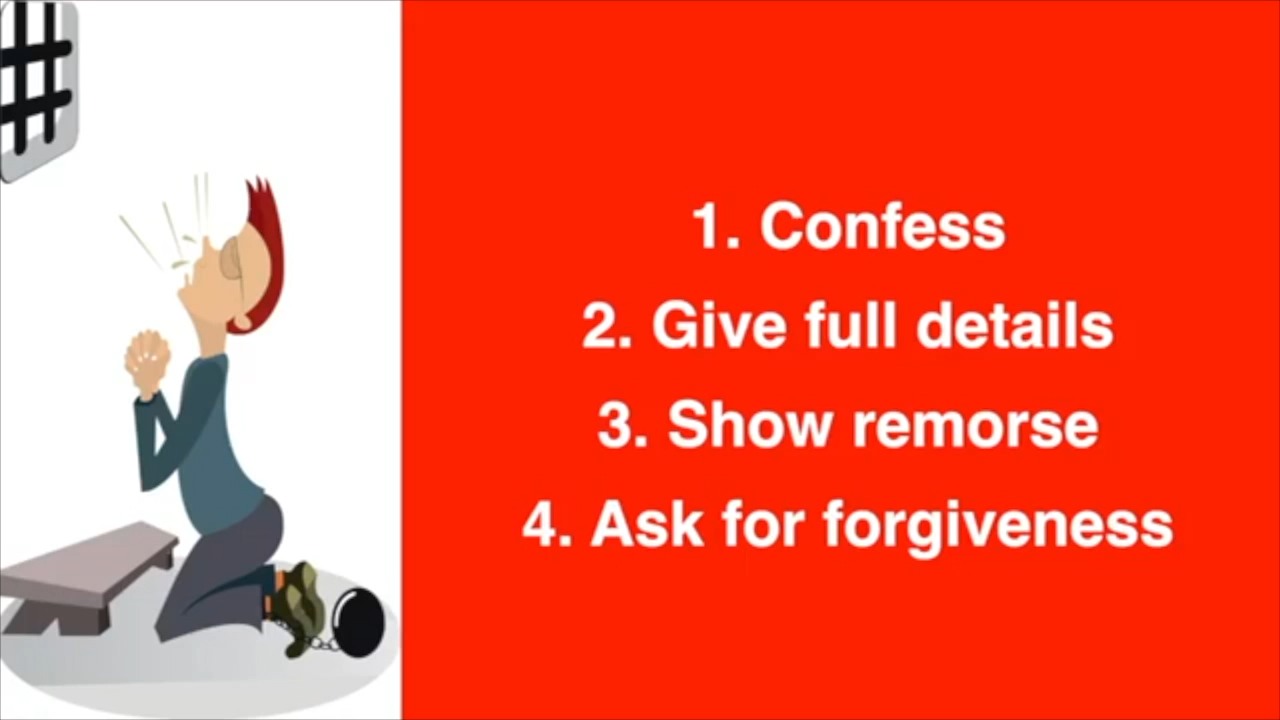 1. Confess
2. Give full details
3. Show remorse
4. Ask for forgiveness